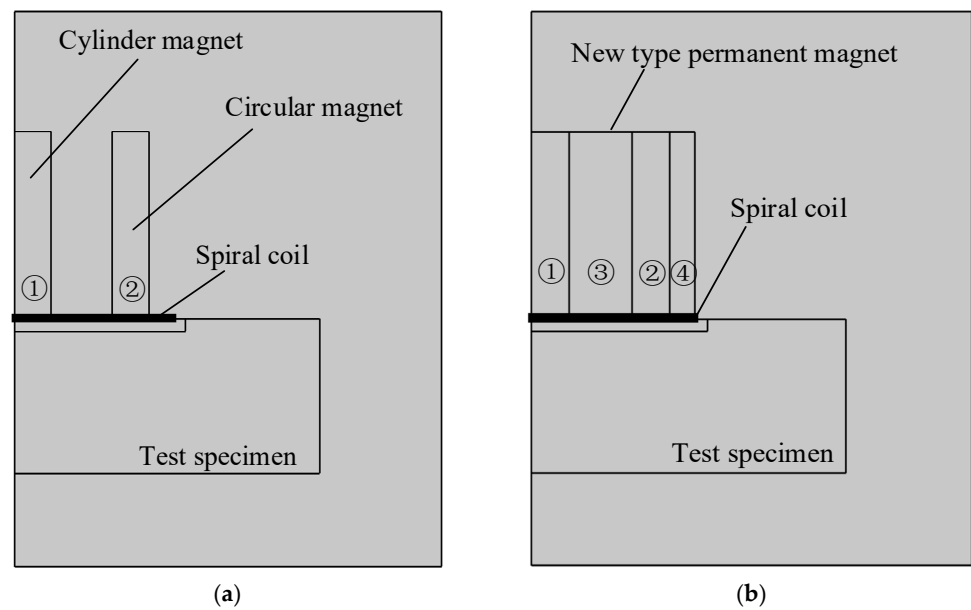 Cylinder magnet
Circular magnet
Spiral coil
① ②
Test specimen
(a)
New type permanent magnet
Spiral coil
① ③ ② ④
Test specimen
(b)